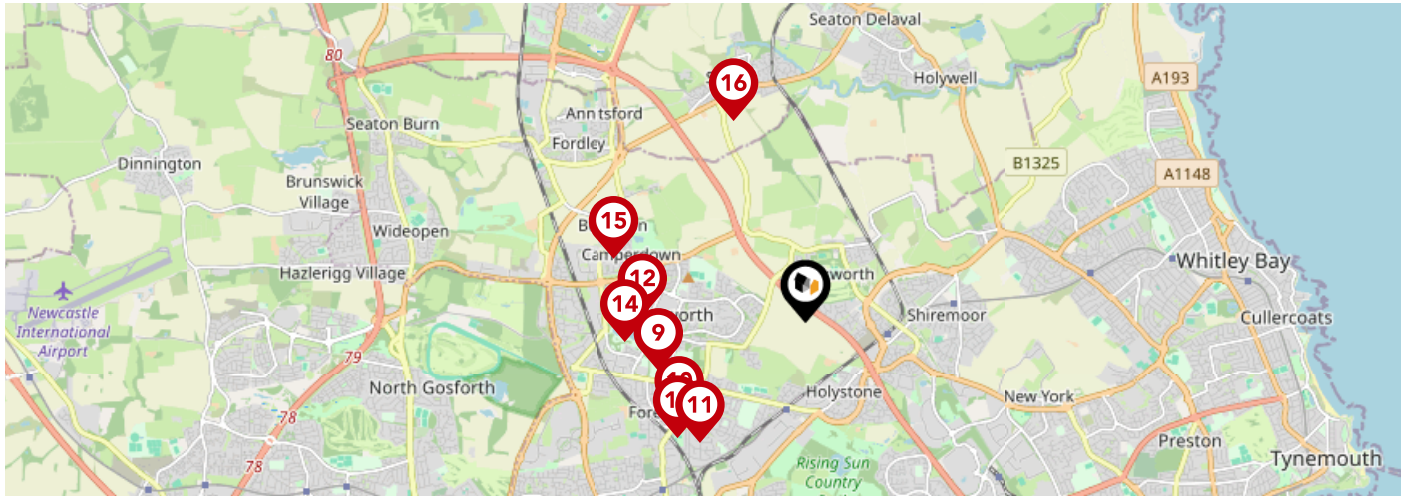 Seaton Delaval
80
16
Holywell
A193
Anntsford
Seaton Burn
Fordley
Dinnington
B1325
A1148
Brunswick
Village
15
Wideopen
Camperdown
Whitley Bay
Hazlerigg Village
12
14
Newcastle
International
Airport
Shiremoor
Cullercoats
9
79
North Gosforth
Holystone
New York
11
78
Preston
78
Rising Sun
Country
Tynemouth